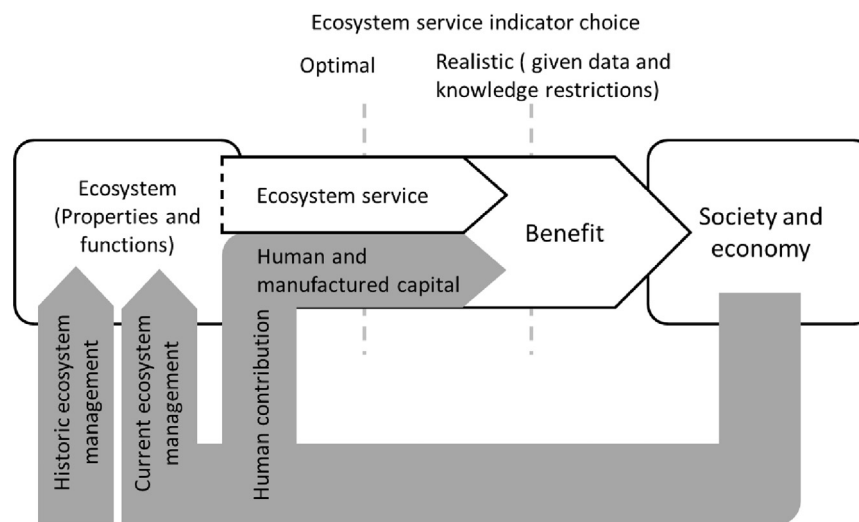 Ecosystem service indicator choice
Optimal
Realistic ( given data and
knowledge restrictions)
Ecosystem
(Properties and
functions)
Ecosystem service
Human and
manufactured capital
Benefit
Society and
economy
Historic ecosystem
management
Current ecosystem
management
Human contribution